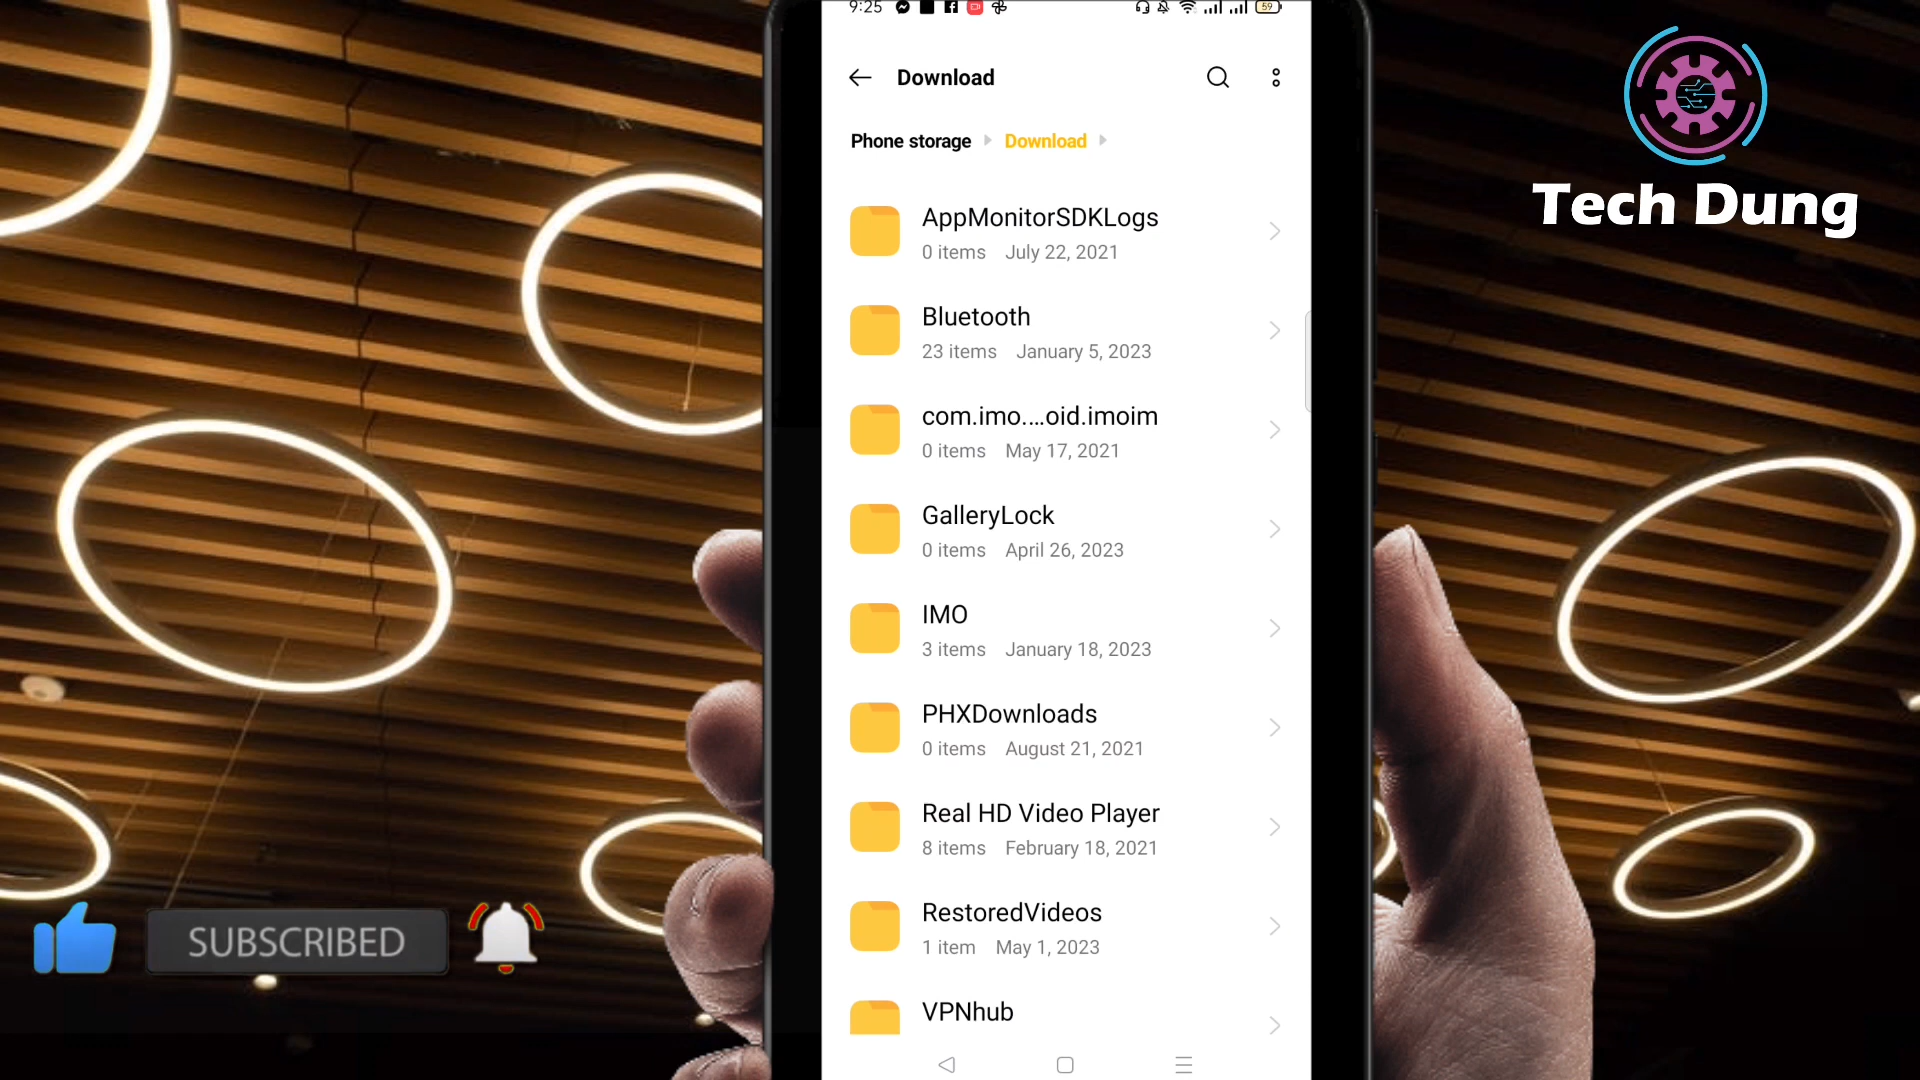 9:25
59
Download
Phone storage Download
AppMonitorSDKLogs
0 items July 22, 2021
Bluetooth
23 items January 5, 2023
com.imo....oid.imoim
0 items May 17, 2021
GalleryLock
0 items April 26, 2023
IMO
3 items January 18, 2023
PHXDownloads
0 items August 21, 2021
Real HD Video Player
8 items February 18, 2021
RestoredVideos
1 item May 1, 2023
VPNhub
Tech Dung
SUBSCRIBED